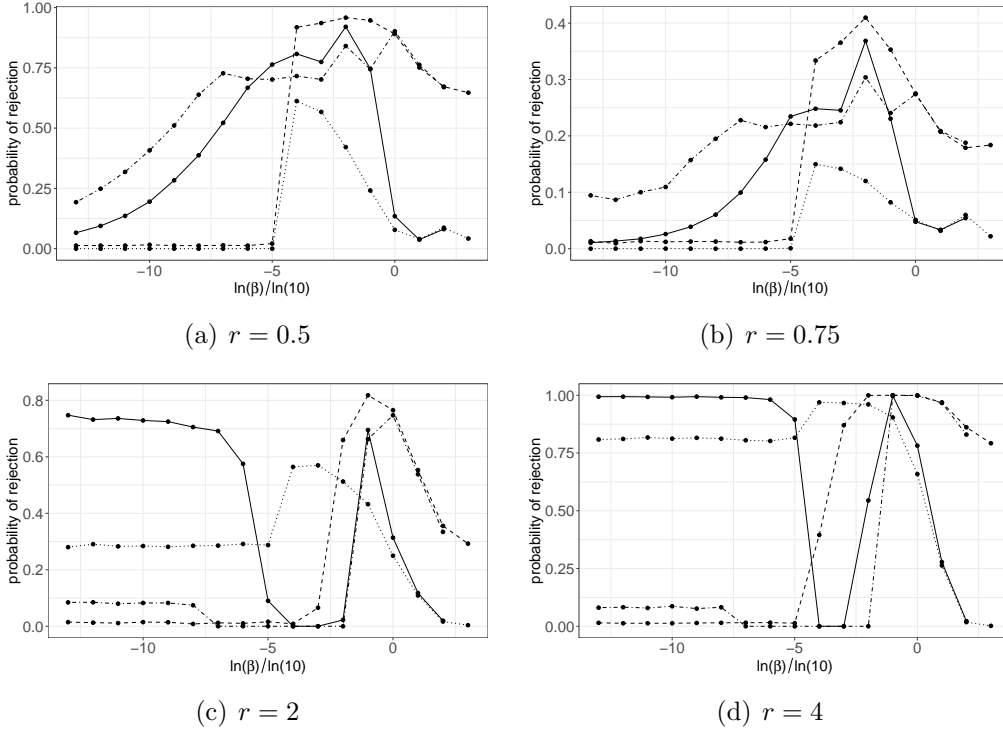 1.00
0.75
0.50
0.25
0.00
probability of rejection
−10
−5
0
ln(β)/ln(10)
(a) r = 0.5
0.4
0.3
0.2
0.1
0.0
probability of rejection
−10
−5
0
ln(β)/ln(10)
(b) r = 0.75
0.8
0.6
0.4
0.2
0.0
probability of rejection
−10
−5
0
ln(β)/ln(10)
(c) r = 2
1.00
0.75
0.50
0.25
0.00
probability of rejection
−10
−5
0
ln(β)/ln(10)
(d) r = 4